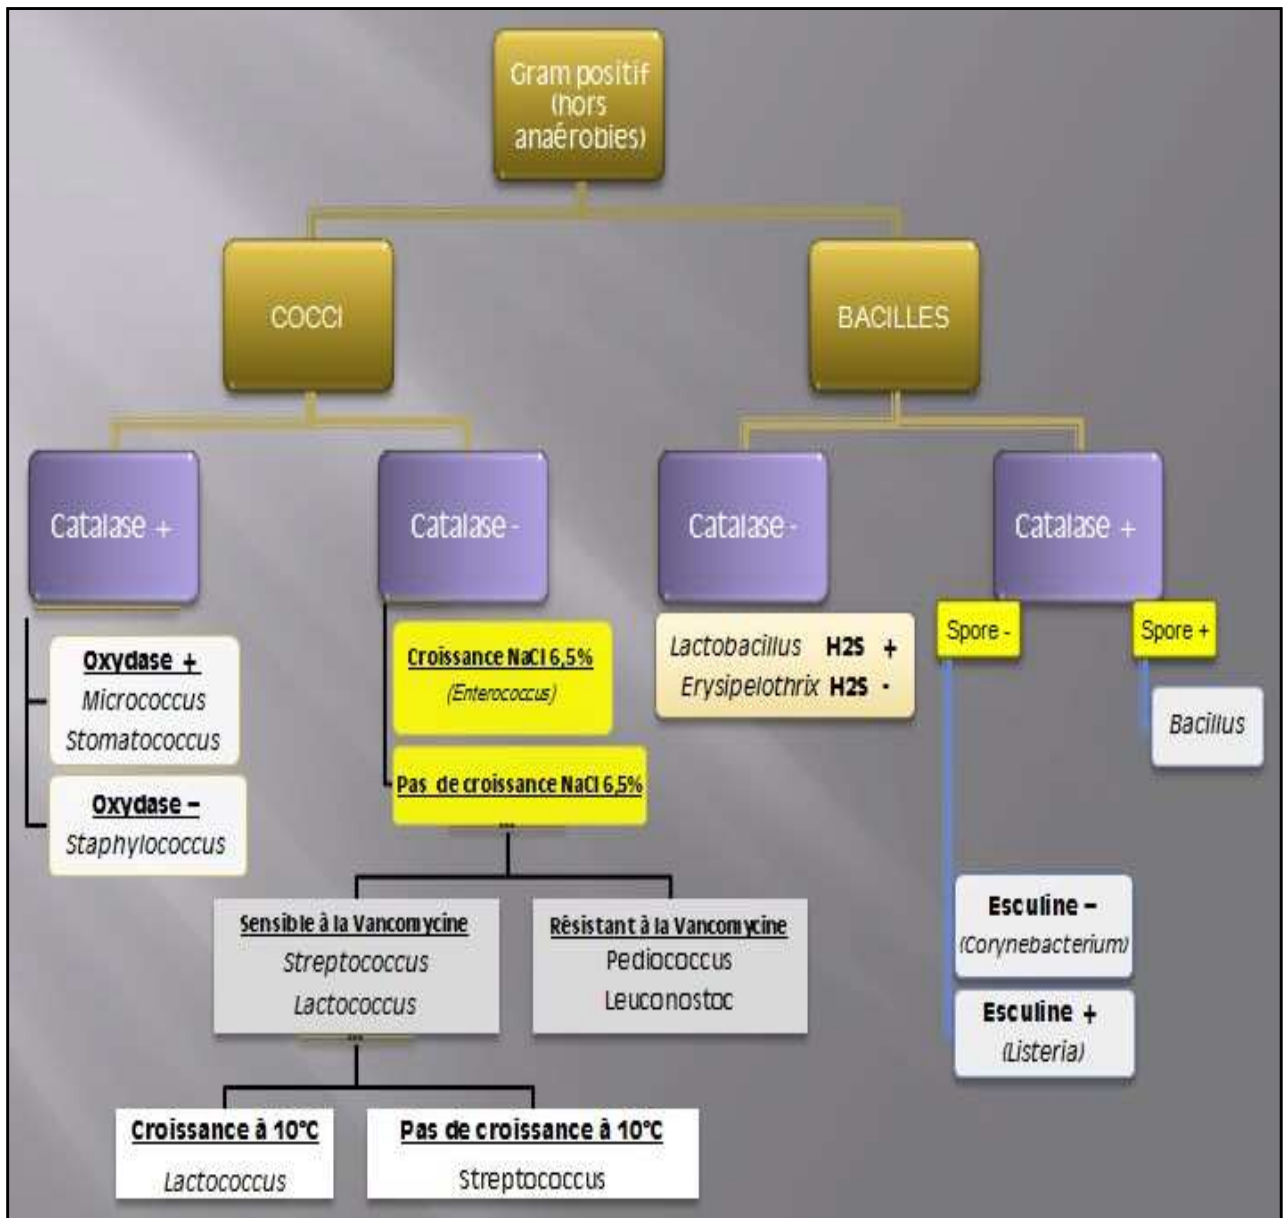 Gram positif
(hors
anaérobies)
COCCI
BACILLES
Catalase +
Catalase -
Catalase -
Catalase +
Oxydase +
Micrococcus
Stomatococcus
Oxydase –
Staphylococcus
Croissance NaCl 6,5%
(Enterococcus)
Pas de croissance NaCl 6,5%
...
Sensible à la Vancomycine
Streptococcus
Lactococcus
...
Résistant à la Vancomycine
Pediococcus
Leuconostoc
Croissance à 10°C
Lactococcus
Pas de croissance à 10°C
Streptococcus
Lactobacillus H2S +
Erysipelothrix H2S -
Spore -
Spore +
Bacillus
Esculine –
(Corynebacterium)
Esculine +
(Listeria)